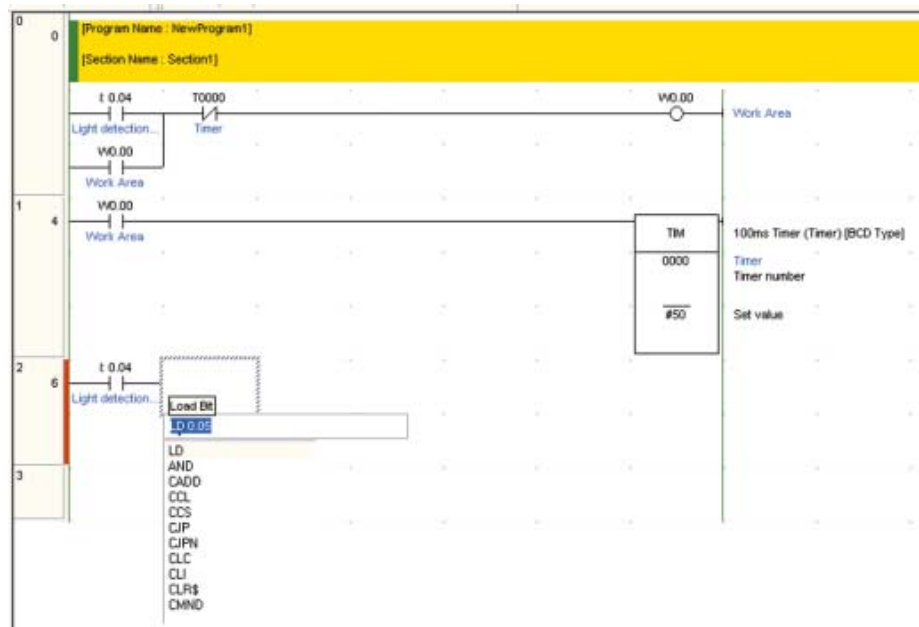 0
0
[Program Name : NewProgram1]
[Section Name : Section1]
I: 0.04
T0000
W0.00
Work Area
Light detection...
Timer
W0.00
Work Area
1
4
W0.00
Work Area
TIM
100ms Timer (Timer) [BCD Type]
0000
Timer
Timer number
#50
Set value
2
6
I: 0.04
Light detection...
Load Bit
LD 0.05
LD
AND
CADD
CCL
CCS
CJP
CJPN
CLC
CLI
CLR$
CMND
3